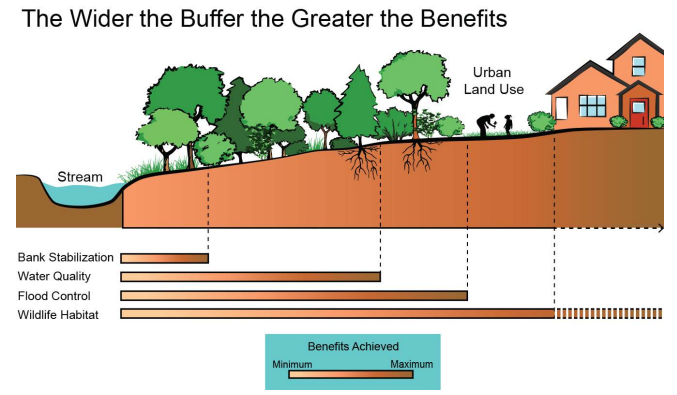 The Wider the Buffer the Greater the Benefits
Urban
Land Use
Stream
Bank Stabilization
Water Quality
Flood Control
Wildlife Habitat
Benefits Achieved
Minimum
Maximum